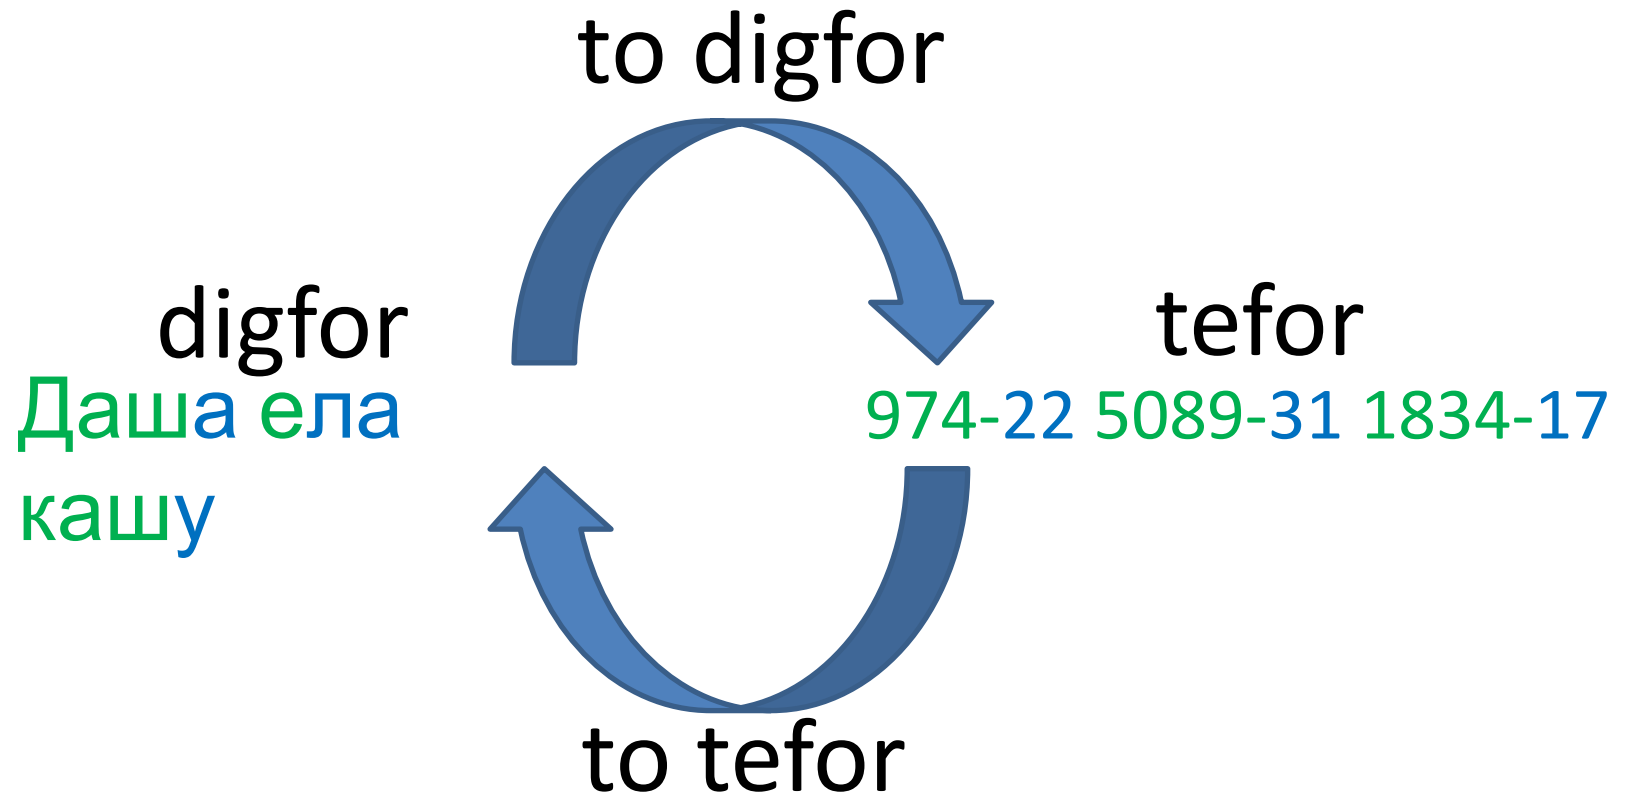 to digfor
digfor
Даша ела
кашу
tefor
974-22 5089-31 1834-17
to tefor